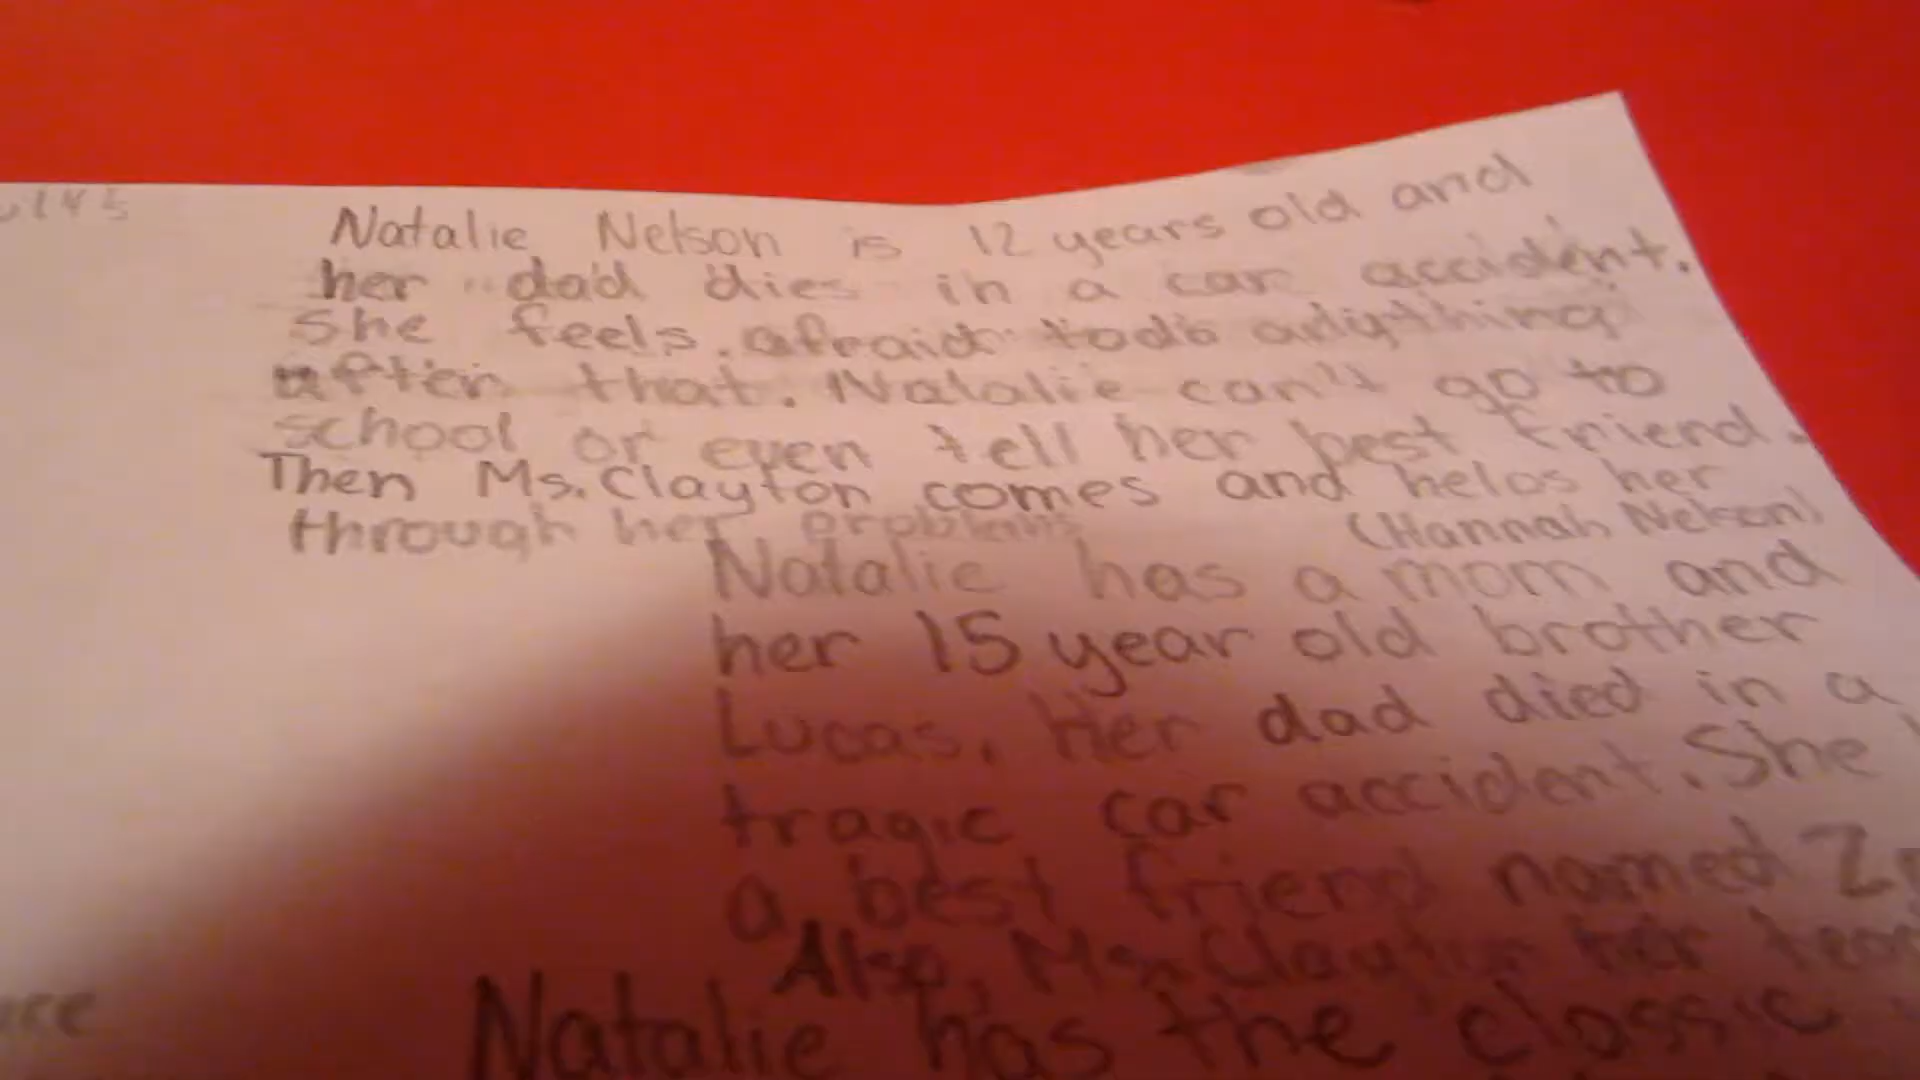 Natalie Nelson is 12 years old and
her dad dies in a car accident.
She feels afraid todo anything
after that. Natalie can't go to
school or even tell her best friend.
Then Ms. Clayton comes and helps her
through her problems
(Hannah Nelson)
Natalie has a mom and
her 15 year old brother
Lucas. Her dad died in a
tragic car accident. She
a best friend named
Also, Ms. Clayton her
Natalie has the classic